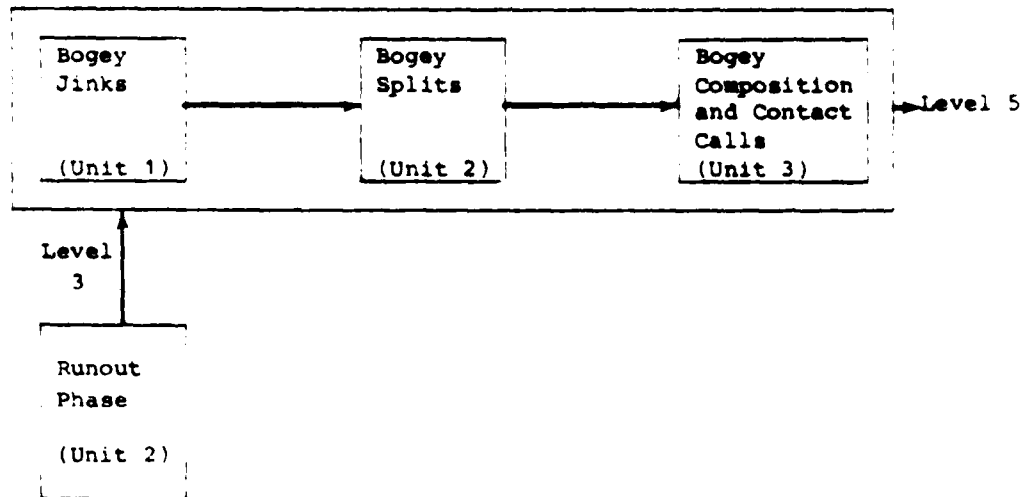 Bogey
Jinks
(Unit 1)
Bogey
Splits
(Unit 2)
Bogey
Composition
and Contact
Calls
(Unit 3)
Level 5
Level
3
Runout
Phase
(Unit 2)